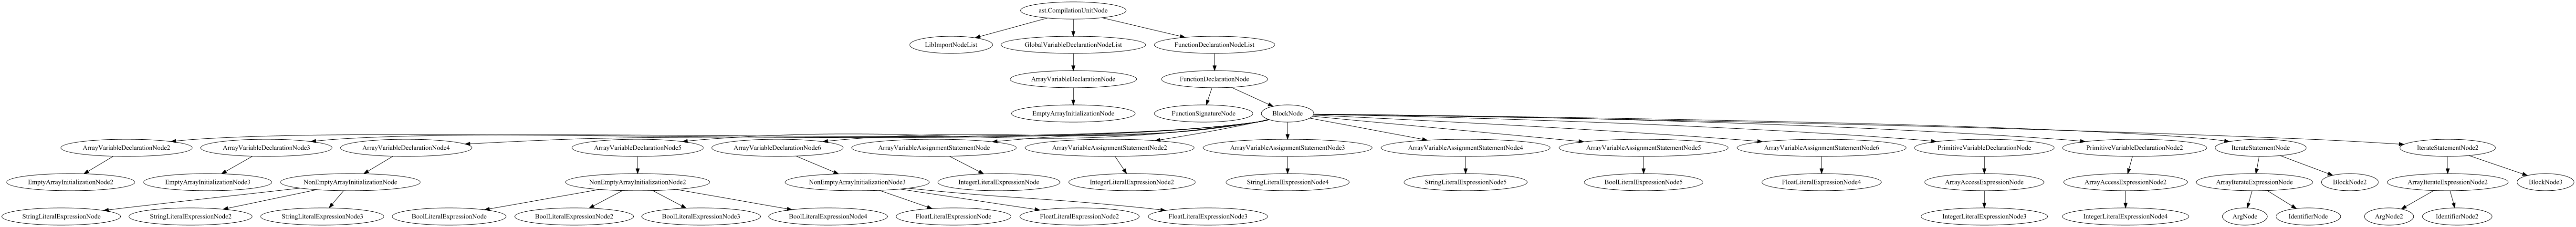 ast.CompilationUnitNode
LibImportNodeList
GlobalVariableDeclarationNodeList
FunctionDeclarationNodeList
ArrayVariableDeclarationNode
FunctionDeclarationNode
EmptyArrayInitializationNode
FunctionSignatureNode
BlockNode
ArrayVariableDeclarationNode2
ArrayVariableDeclarationNode3
ArrayVariableDeclarationNode4
ArrayVariableDeclarationNode5
ArrayVariableDeclarationNode6
ArrayVariableAssignmentStatementNode
ArrayVariableAssignmentStatementNode2
ArrayVariableAssignmentStatementNode3
ArrayVariableAssignmentStatementNode4
ArrayVariableAssignmentStatementNode5
ArrayVariableAssignmentStatementNode6
PrimitiveVariableDeclarationNode
PrimitiveVariableDeclarationNode2
IterateStatementNode
IterateStatementNode2
EmptyArrayInitializationNode2
EmptyArrayInitializationNode3
NonEmptyArrayInitializationNode
NonEmptyArrayInitializationNode2
NonEmptyArrayInitializationNode3
IntegerLiteralExpressionNode
IntegerLiteralExpressionNode2
StringLiteralExpressionNode4
StringLiteralExpressionNode5
BoolLiteralExpressionNode5
FloatLiteralExpressionNode4
ArrayAccessExpressionNode
ArrayAccessExpressionNode2
ArrayIterateExpressionNode
BlockNode2
ArrayIterateExpressionNode2
BlockNode3
StringLiteralExpressionNode
StringLiteralExpressionNode2
StringLiteralExpressionNode3
BoolLiteralExpressionNode
BoolLiteralExpressionNode2
BoolLiteralExpressionNode3
BoolLiteralExpressionNode4
FloatLiteralExpressionNode
FloatLiteralExpressionNode2
FloatLiteralExpressionNode3
IntegerLiteralExpressionNode3
IntegerLiteralExpressionNode4
ArgNode
IdentifierNode
ArgNode2
IdentifierNode2